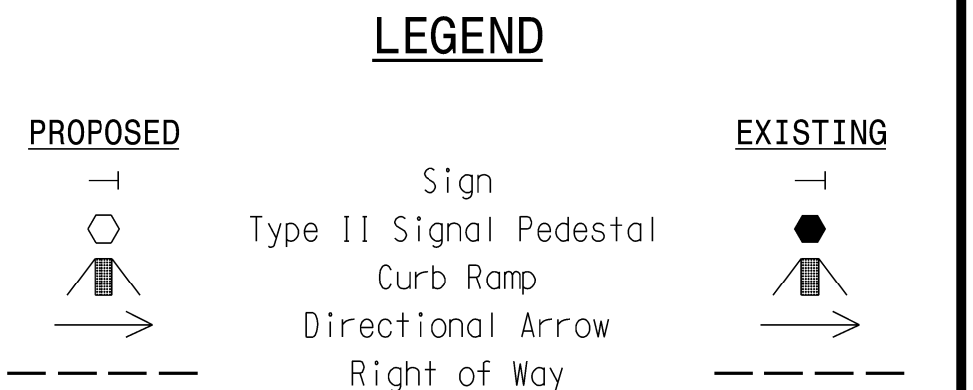 LEGEND
PROPOSED EXISTING
Sign
Type II Signal Pedestal
Curb Ramp
Directional Arrow
Right of Way